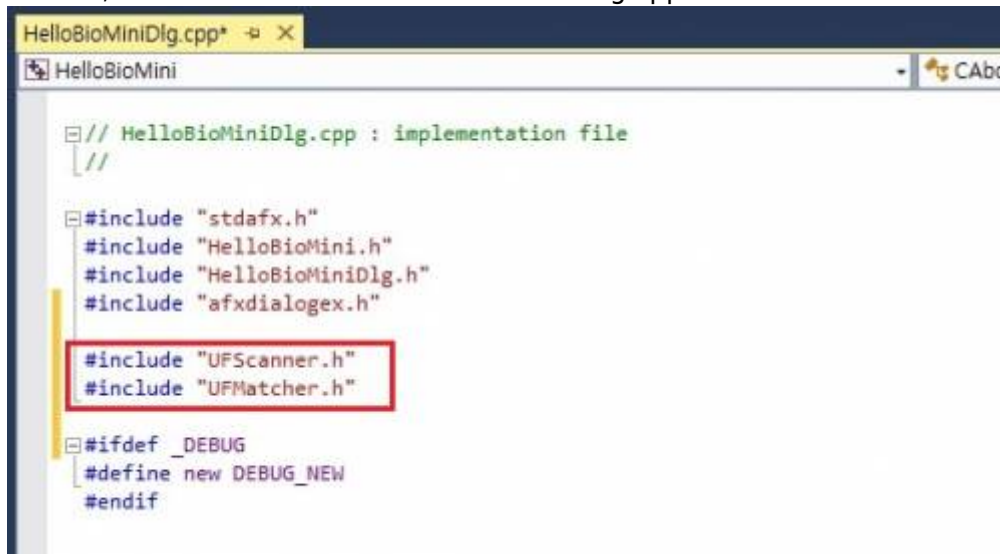 HelloBioMiniDlg.cpp*
HelloBioMini
CAbo
// HelloBioMiniDlg.cpp : implementation file
//
#include "stdafx.h"
#include "HelloBioMini.h"
#include "HelloBioMiniDlg.h"
#include "afxdialogex.h"
#include "UFScanner.h"
#include "UFMatcher.h"
#ifdef _DEBUG
#define new DEBUG_NEW
#endif